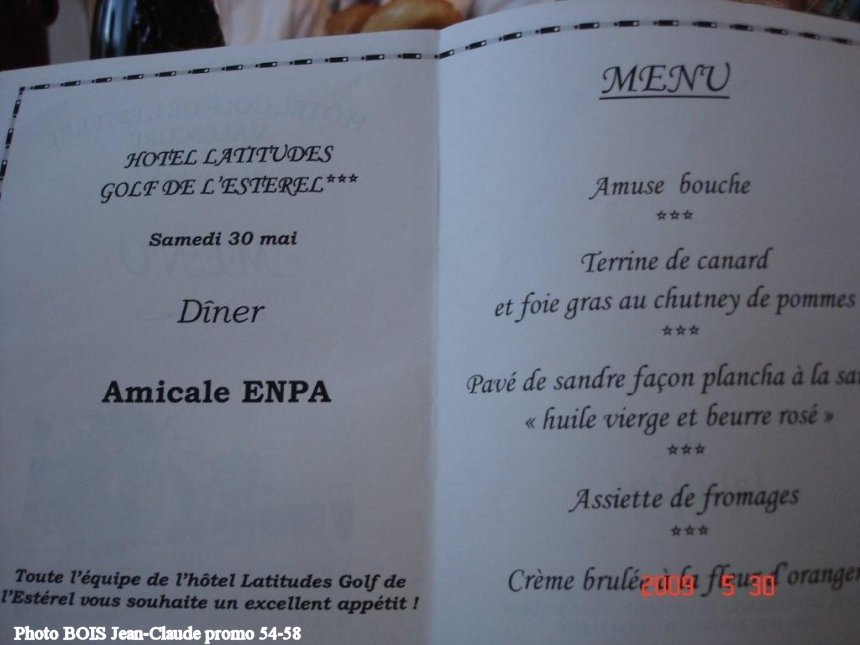 HOTEL LATITUDES
GOLF DE L'ESTEREL***
Samedi 30 mai
Dîner
Amicale ENPA
Toute l'équipe de l'hôtel Latitudes Golf de
l'Estérel vous souhaite un excellent appétit !
MENU
Amuse bouche
***
Terrine de canard
et foie gras au chutney de pommes
***
Pavé de sandre façon plancha à la
« huile vierge et beurre rosé »
***
Assiette de fromages
***
Crème brulée à la fleur d'oranger
2009 5 30
Photo BOIS Jean-Claude promo 54-58